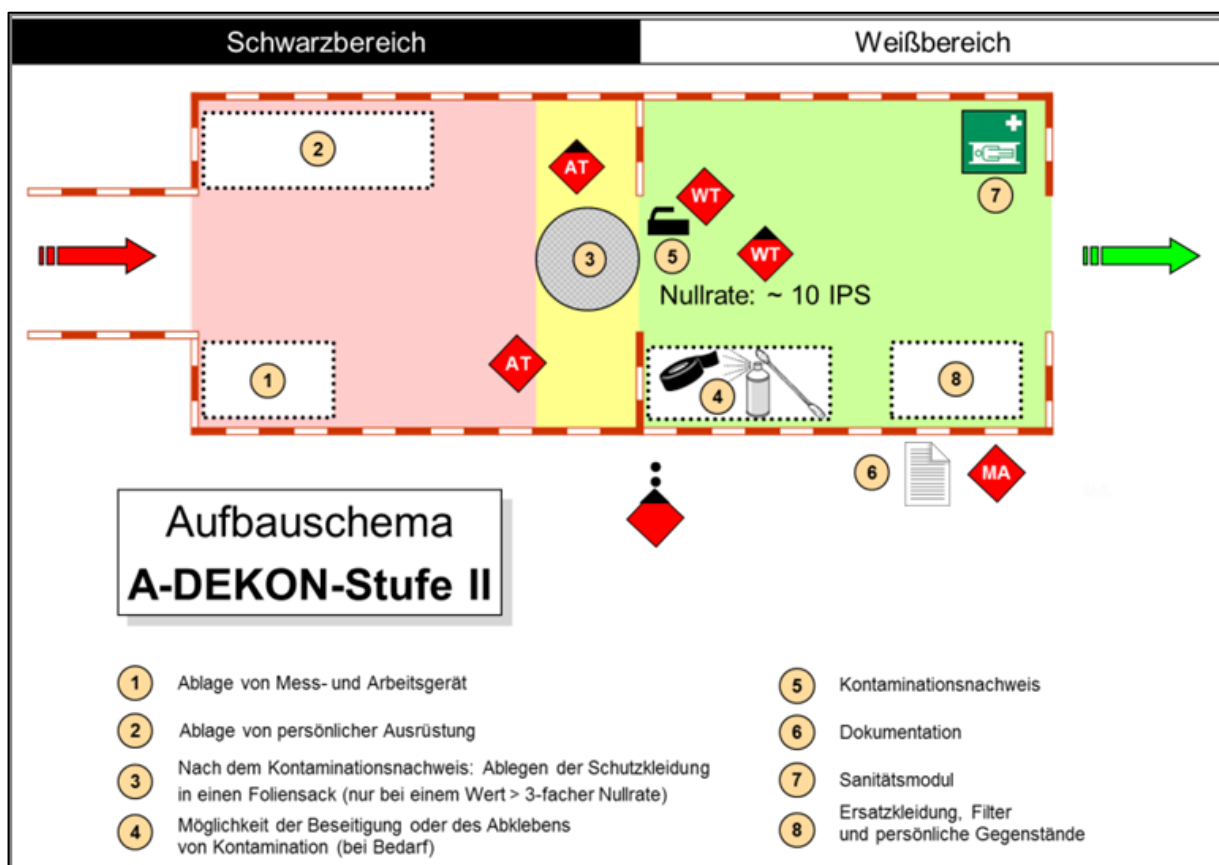 Schwarzbereich
Weißbereich
2
AT
WT
7
3
5
WT
Nullrate: ~ 10 IPS
1
AT
4
8
6
MA
Aufbauschema
A-DEKON-Stufe II
1 Ablage von Mess- und Arbeitsgerät
2 Ablage von persönlicher Ausrüstung
3 Nach dem Kontaminationsnachweis: Ablegen der Schutzkleidung
in einen Foliensack (nur bei einem Wert > 3-facher Nullrate)
4 Möglichkeit der Beseitigung oder des Abklebens
von Kontamination (bei Bedarf)
5 Kontaminationsnachweis
6 Dokumentation
7 Sanitätsmodul
8 Ersatzkleidung, Filter
und persönliche Gegenstände